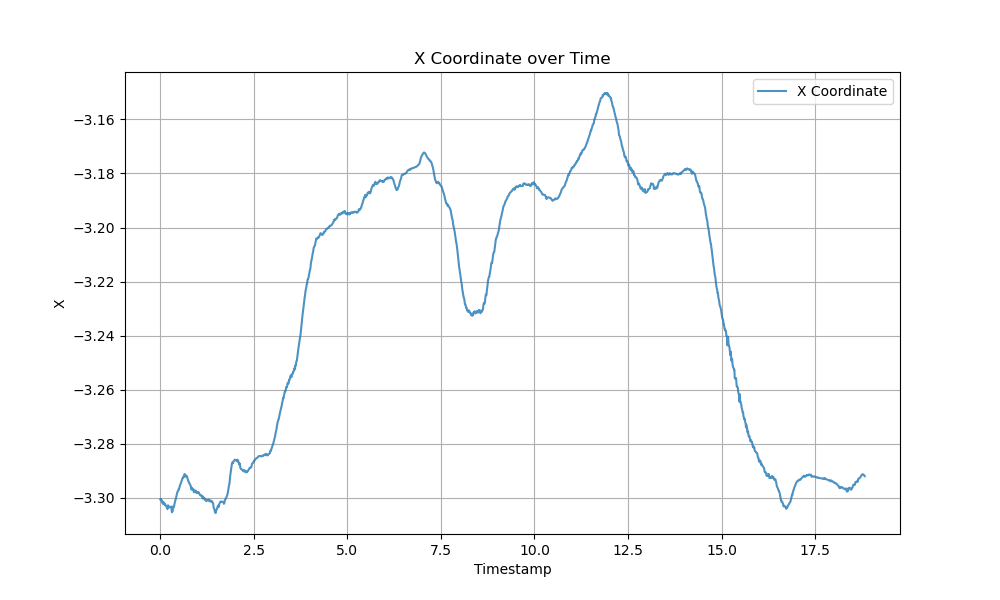 X Coordinate over Time
X Coordinate
−3.16
−3.18
−3.20
−3.22
−3.24
−3.26
−3.28
−3.30
X
0.0 2.5 5.0 7.5 10.0 12.5 15.0 17.5
Timestamp